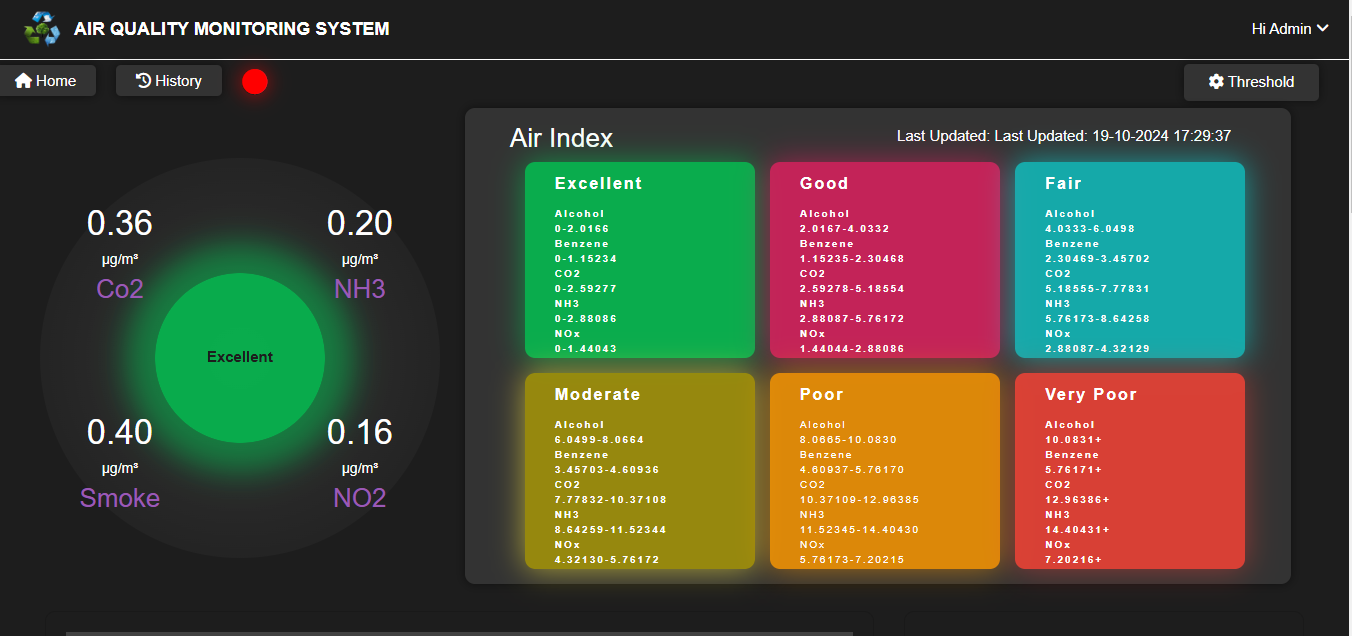 AIR QUALITY MONITORING SYSTEM
Hi Admin
Home
History
Threshold
0.36
µg/m³
Co2
0.20
µg/m³
NH3
Excellent
0.40
µg/m³
Smoke
0.16
µg/m³
NO2
Air Index
Last Updated: Last Updated: 19-10-2024 17:29:37
Excellent
Alcohol
0-2.0166
Benzene
0-1.15234
CO2
0-2.59277
NH3
0-2.88086
NOx
0-1.44043
Good
Alcohol
2.0167-4.0332
Benzene
1.15235-2.30468
CO2
2.59278-5.18554
NH3
2.88087-5.76172
NOx
1.44044-2.88086
Fair
Alcohol
4.0333-6.0498
Benzene
2.30469-3.45702
CO2
5.18555-7.77831
NH3
5.76173-8.64258
NOx
2.88087-4.32129
Moderate
Alcohol
6.0499-8.0664
Benzene
3.45703-4.60936
CO2
7.77832-10.37108
NH3
8.64259-11.52344
NOx
4.32130-5.76172
Poor
Alcohol
8.0665-10.0830
Benzene
4.60937-5.76170
CO2
10.37109-12.96385
NH3
11.52345-14.40430
NOx
5.76173-7.20215
Very Poor
Alcohol
10.0831+
Benzene
5.76171+
CO2
12.96386+
NH3
14.40431+
NOx
7.20216+